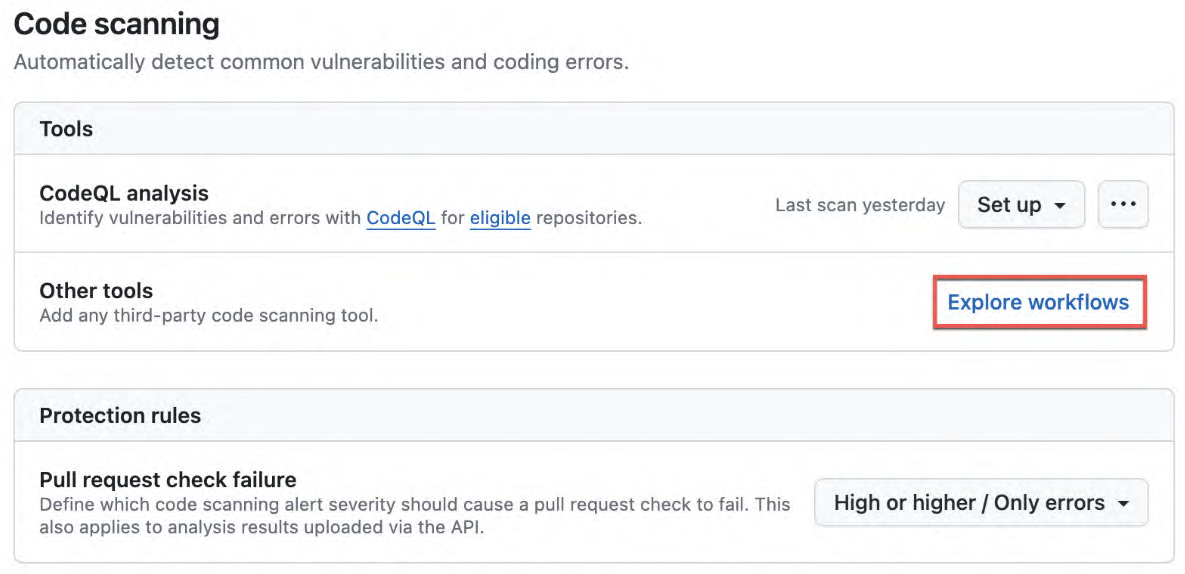 Code scanning
Automatically detect common vulnerabilities and coding errors.
Tools
CodeQL analysis
Identify vulnerabilities and errors with CodeQL for eligible repositories.
Last scan yesterday
Set up
Other tools
Add any third-party code scanning tool.
Explore workflows
Protection rules
Pull request check failure
Define which code scanning alert severity should cause a pull request check to fail. This
also applies to analysis results uploaded via the API.
High or higher / Only errors